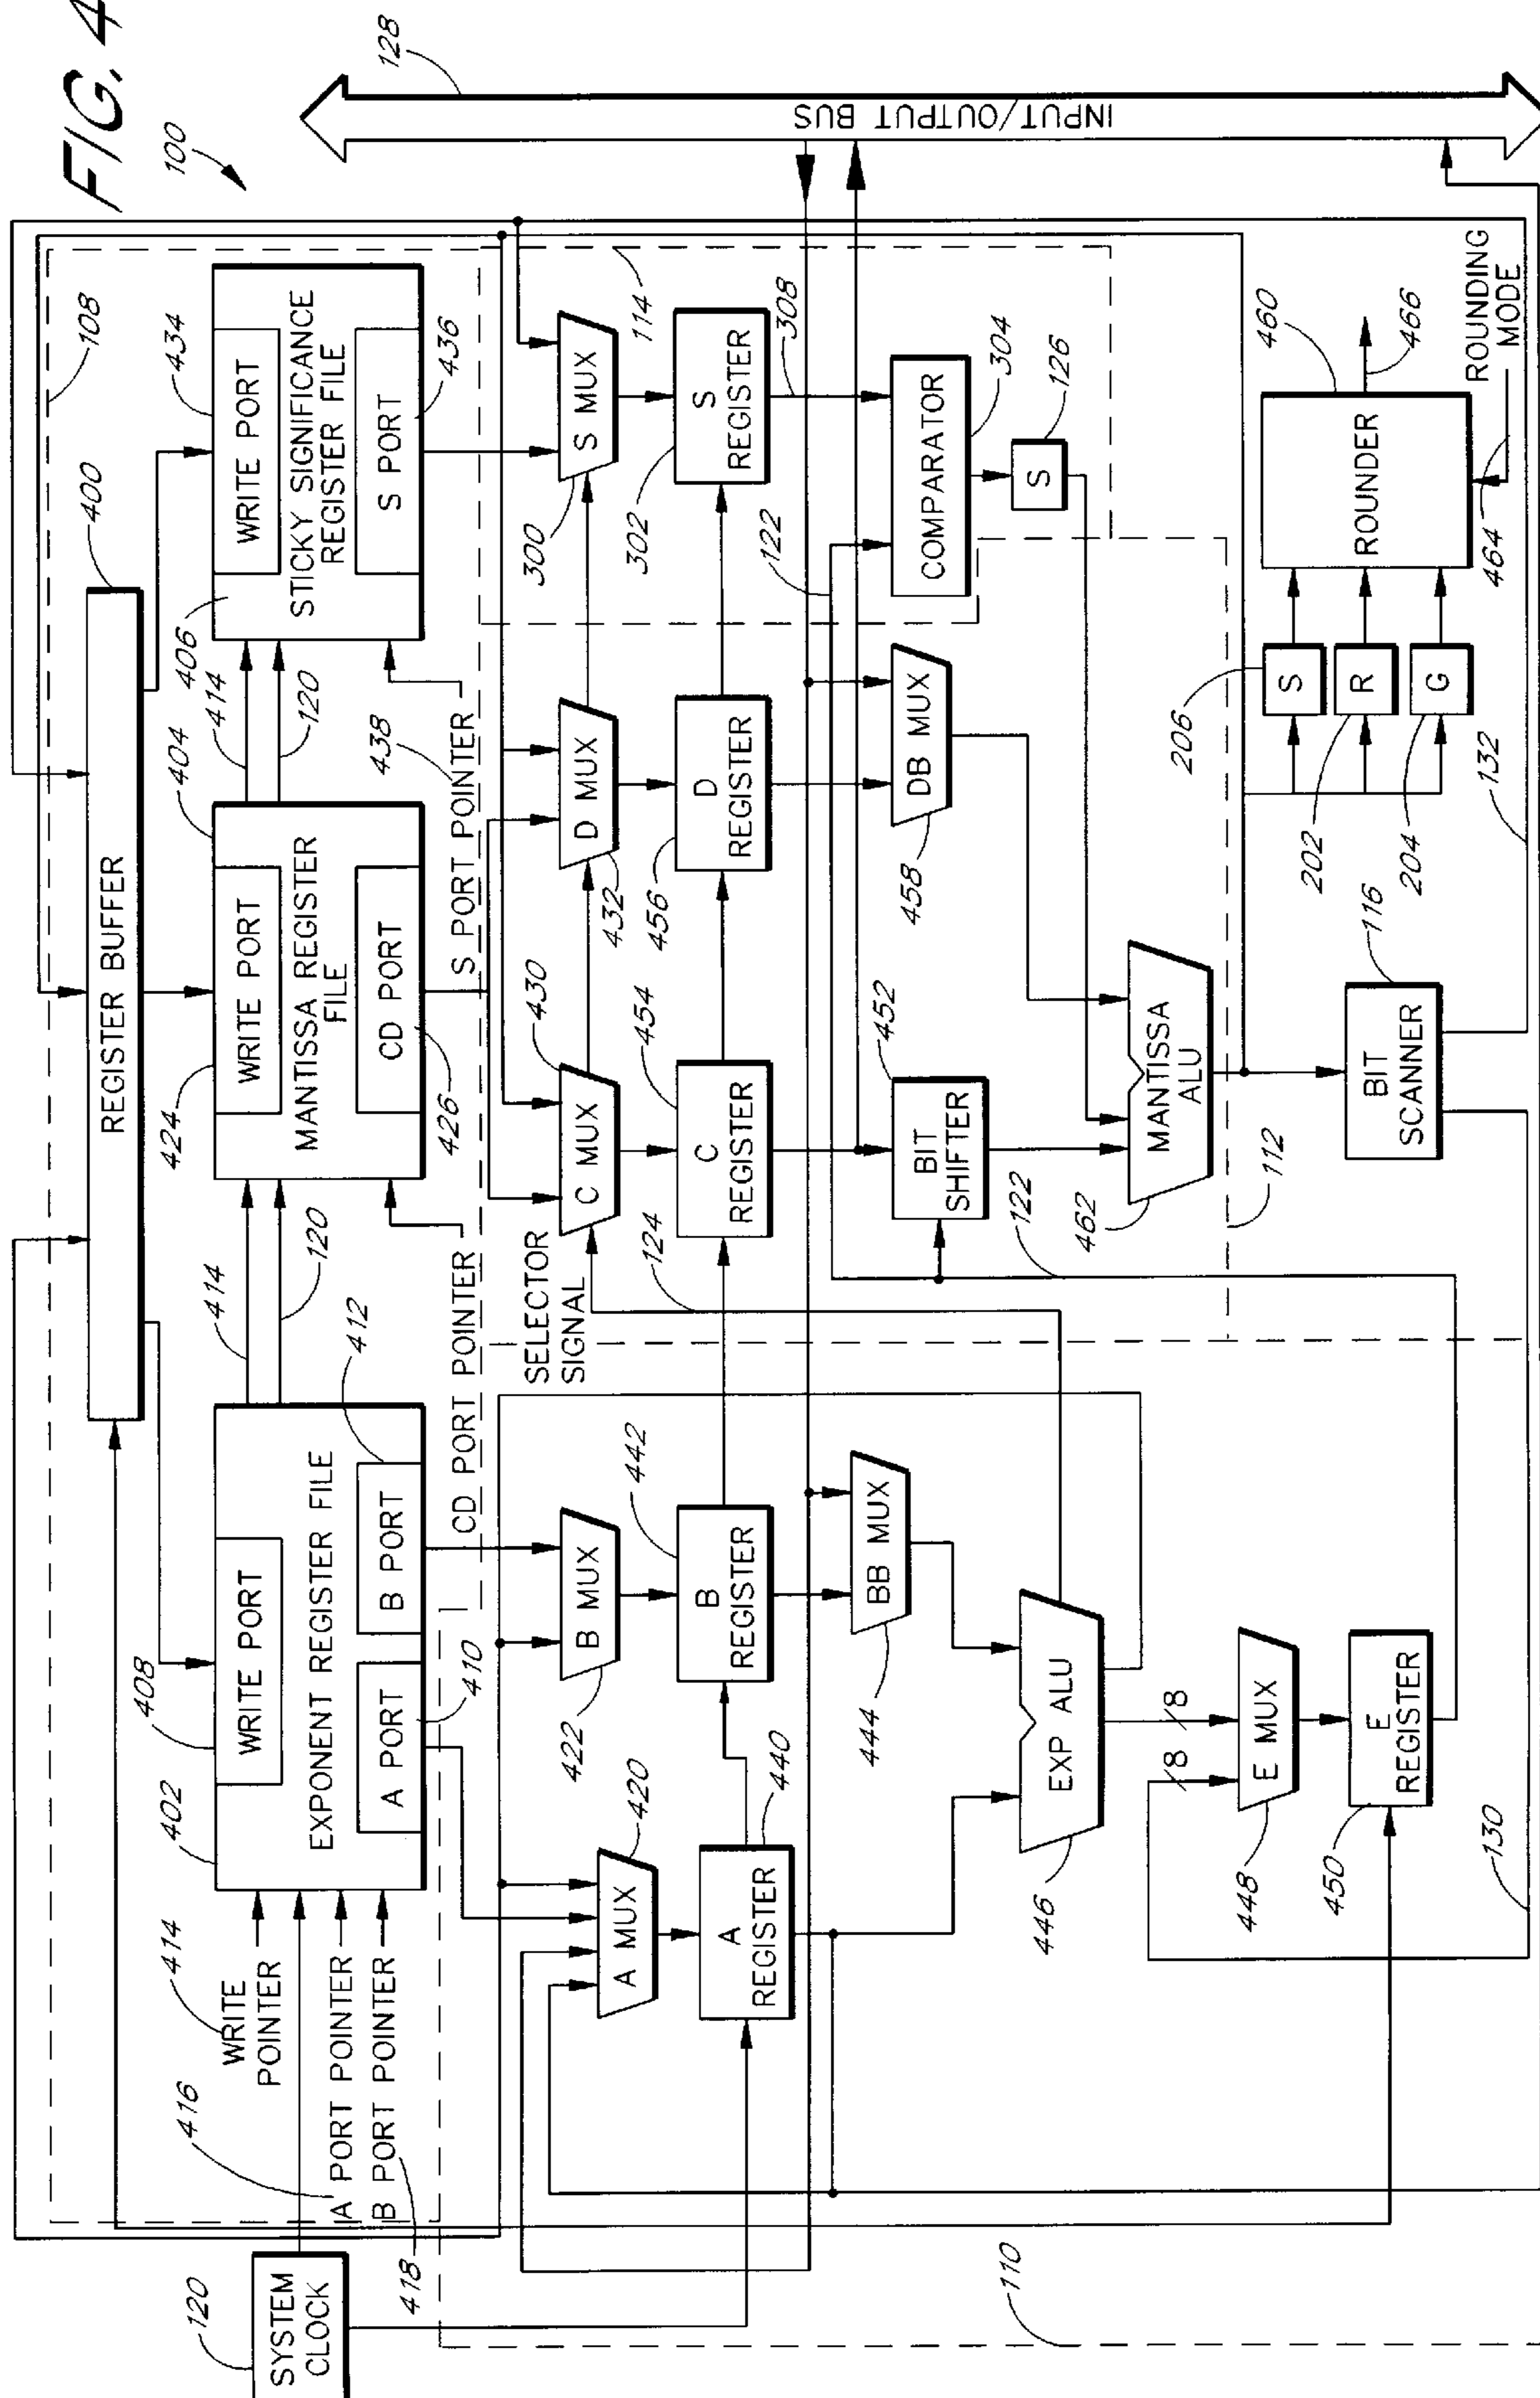 FIG. 4
100
128
INPUT/OUTPUT BUS
108
400
REGISTER BUFFER
120
SYSTEM
CLOCK
414
WRITE
POINTER
416
A PORT POINTER
B PORT POINTER
418
402
408
WRITE PORT
EXPONENT REGISTER FILE
A PORT
B PORT
410
412
414
120
CD PORT POINTER
424
404
WRITE PORT
MANTISSA REGISTER
FILE
CD PORT
426
414
120
438
S PORT POINTER
406
434
WRITE PORT
STICKY SIGNIFICANCE
REGISTER FILE
S PORT
436
A MUX
420
B MUX
422
SELECTOR
SIGNAL
124
C MUX
430
D MUX
432
S MUX
300
114
A
REGISTER
440
B
REGISTER
442
C
REGISTER
454
D
REGISTER
456
S
REGISTER
302
308
BB MUX
444
BIT
SHIFTER
452
DB MUX
458
122
COMPARATOR
304
S
126
EXP ALU
446
122
MANTISSA
ALU
462
112
8
8
E MUX
448
E
REGISTER
450
BIT
SCANNER
116
S
R
G
206
202
204
ROUNDER
460
466
464
ROUNDING
MODE
130
132
110